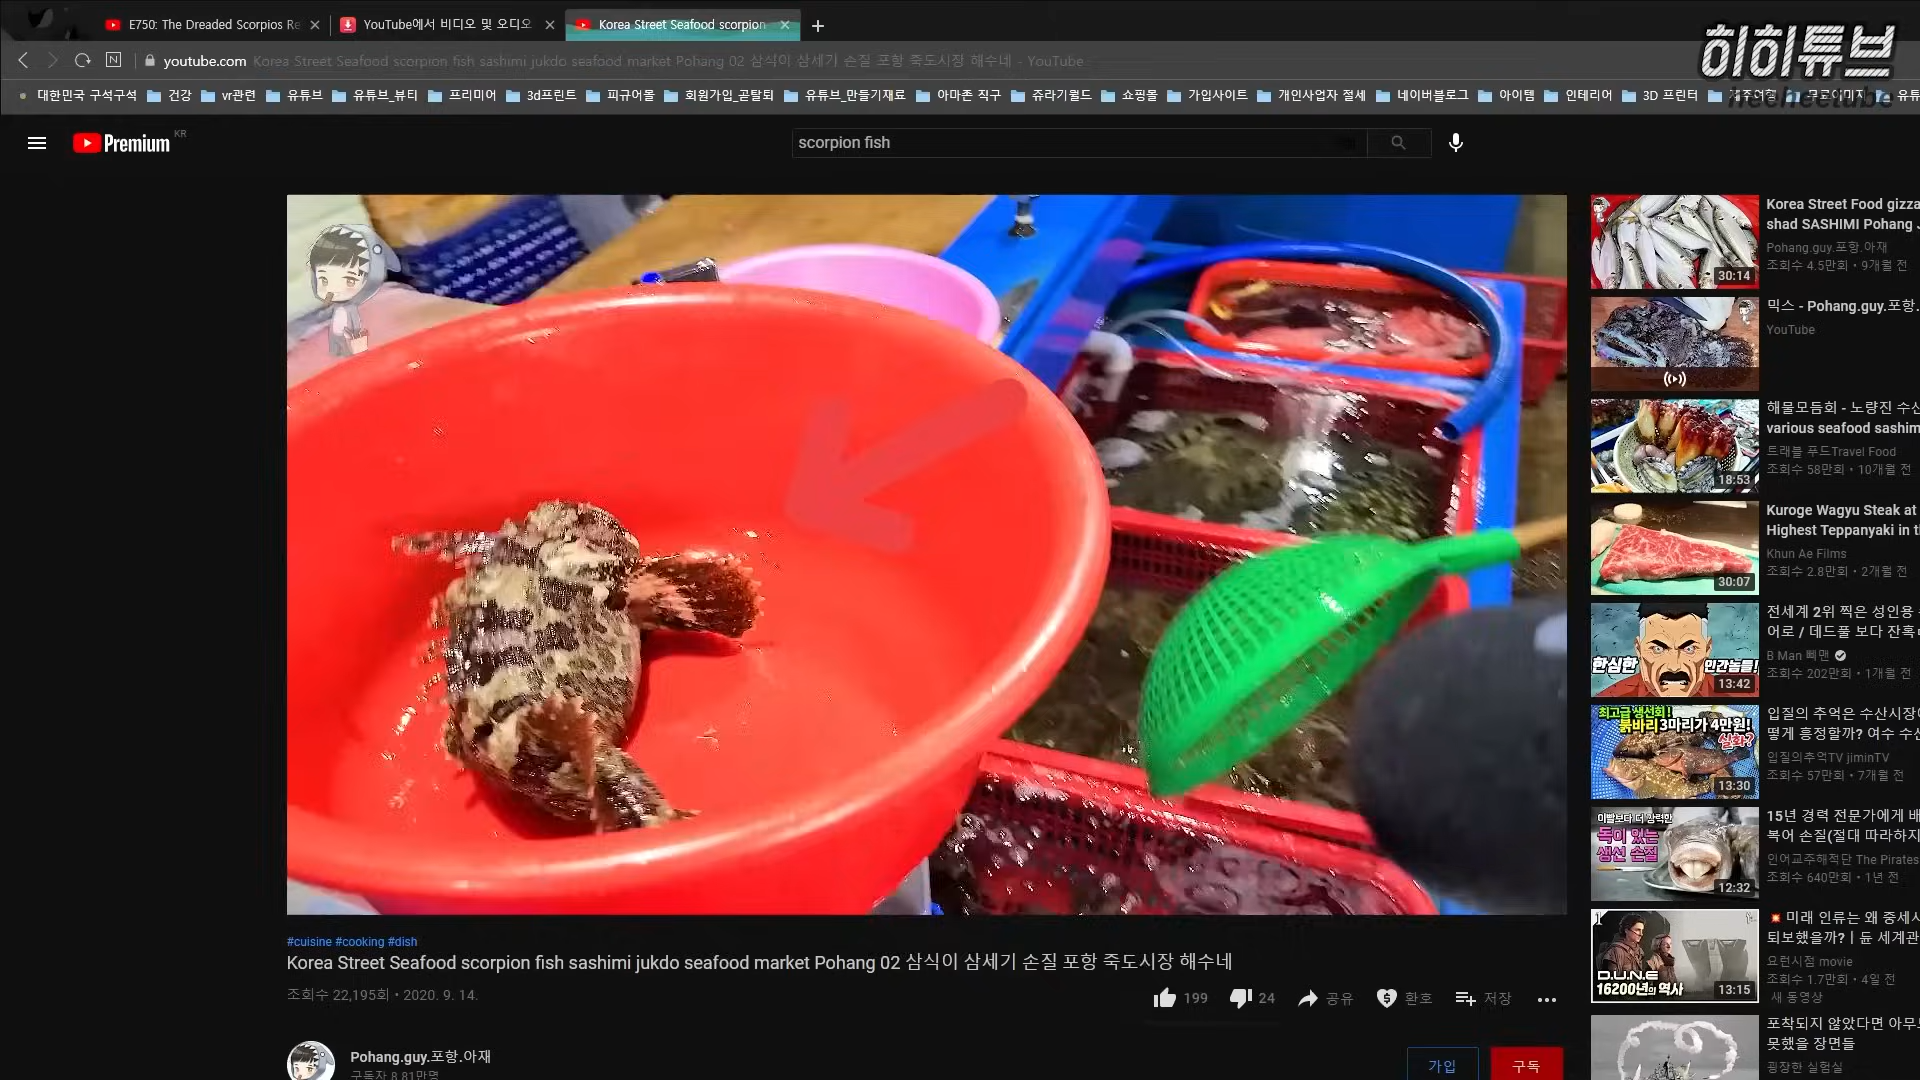 E750: The Dreaded Scorpios Re
YouTube에서 비디오 및 오디오
Korea Street Seafood scorpion
히히튜브
hecheetube
youtube.com Korea Street Seafood scorpion fish sashimi jukdo seafood market Pohang 02 삼식이 삼세기 손질 포항 죽도시장 해수네 - YouTube
대한민국 구석구석 건강 vr관련 유튜브 유튜브_뷰티 프리미어 3d프린트 피규어몰 회원가입_곧탈퇴 유튜브_만들기재료 아마존 직구 쥬라기월드 쇼핑몰 가입사이트 개인사업자 절세 네이버블로그 아이템 인테리어 3D 프린터
Premium KR
scorpion fish
Korea Street Food gizza
shad SASHIMI Pohang
Pohang.guy.포항.아재
조회수 4.5만회 • 9개월 전
30:14
믹스 - Pohang.guy.포항.
YouTube
해물모듬회 - 노량진 수산
various seafood sashim
트래블 푸드Travel Food
조회수 58만회 • 10개월 전
18:53
Kuroge Wagyu Steak at
Highest Teppanyaki in t
Khun Ae Films
조회수 2.8만회 • 2개월 전
30:07
전세계 2위 찍은 성인용
어로 / 데드풀 보다 잔혹
B Man 삐맨
조회수 202만회 • 1개월 전
한심한 인간놈들!
13:42
입질의 추억은 수산시장에
떻게 흥정할까? 여수 수산
입질의추억TV jiminTV
조회수 57만회 • 7개월 전
최고급 생선회!
붉바리 3마리가 4만원!
실화?
13:30
15년 경력 전문가에게 배
복어 손질(절대 따라하지
인어교주해적단 The Pirates
조회수 640만회 • 1년 전
이빨보다 더 강력한
독이 있는
생선 손질
12:32
미래 인류는 왜 중세시
퇴보했을까? | 듄 세계관
요런시점 movie
조회수 1.7만회 • 4일 전
새 동영상
D.U.N.E
16200년의 역사
13:15
포착되지 않았다면 아무도
못했을 장면들
굉장한 실험실
#cuisine #cooking #dish
Korea Street Seafood scorpion fish sashimi jukdo seafood market Pohang 02 삼식이 삼세기 손질 포항 죽도시장 해수네
조회수 22,195회 • 2020. 9. 14.
199 24 공유 환호 저장
Pohang.guy.포항.아재
구독자 8.81만명
가입 구독